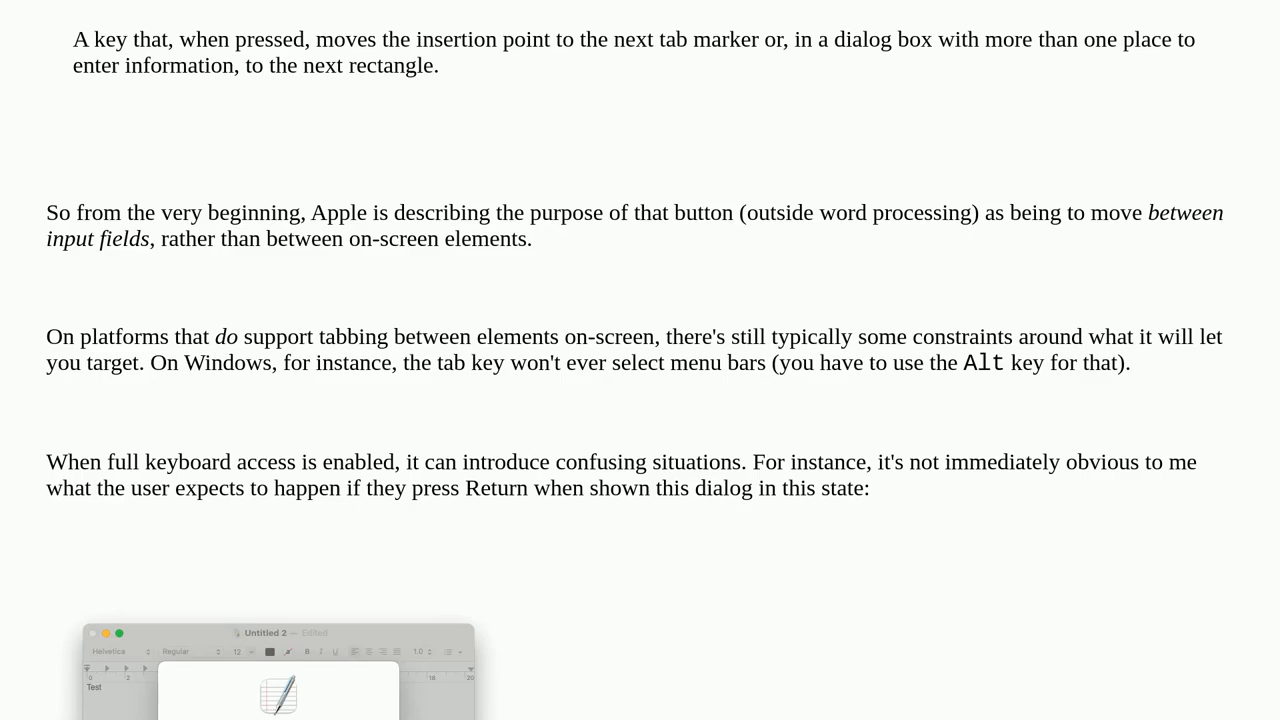 A key that, when pressed, moves the insertion point to the next tab marker or, in a dialog box with more than one place to
enter information, to the next rectangle.
So from the very beginning, Apple is describing the purpose of that button (outside word processing) as being to move between
input fields, rather than between on-screen elements.
On platforms that do support tabbing between elements on-screen, there's still typically some constraints around what it will let
you target. On Windows, for instance, the tab key won't ever select menu bars (you have to use the Alt key for that).
When full keyboard access is enabled, it can introduce confusing situations. For instance, it's not immediately obvious to me
what the user expects to happen if they press Return when shown this dialog in this state:
Untitled 2 — Edited
Helvetica Regular 12 B I U 1.0
0 2 18 20
Test